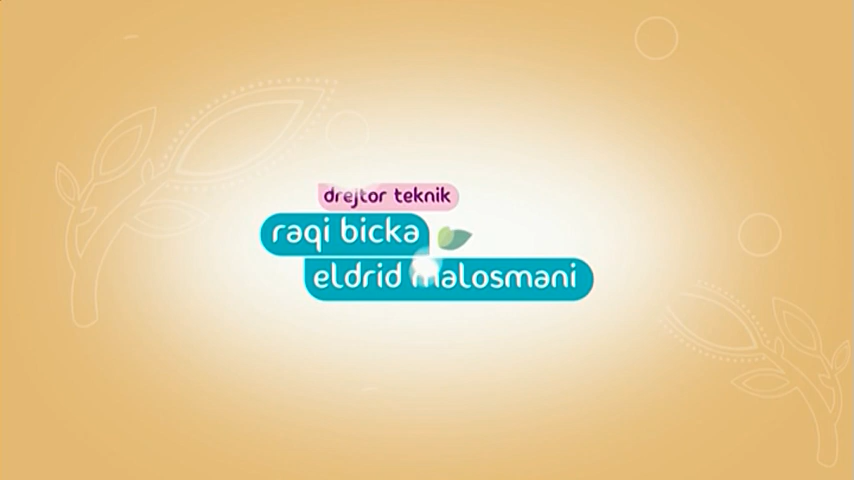 drejtor teknik
raqi bicka
eldrid malosmani